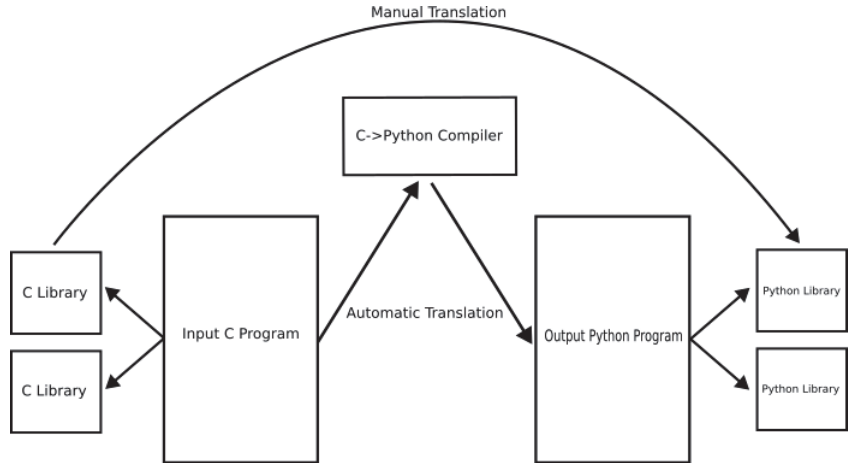 Manual Translation
C->Python Compiler
C Library
Input C Program
Automatic Translation
Output Python Program
Python Library
C Library
Python Library